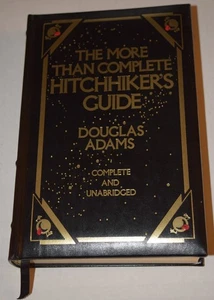 THE MORE
THAN COMPLETE
HITCHHIKER'S
GUIDE
DOUGLAS
ADAMS
COMPLETE
AND
UNABRIDGED